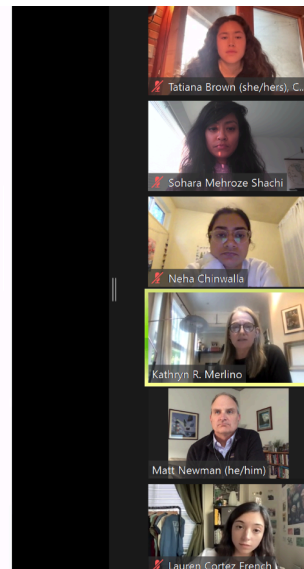 Tatiana Brown (she/hers), C...
Sohara Mehroze Shachi
Neha Chinwalla
Kathryn R. Merlino
Matt Newman (he/him)
Lauren Cortez French